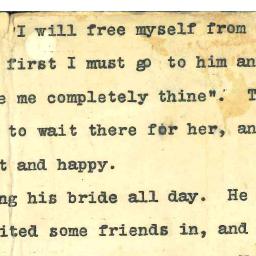 'I will free myself from
first I must go to him an
e me completely thine". T
to wait there for her, an
t and happy.
ng his bride all day. He
ited some friends in, and